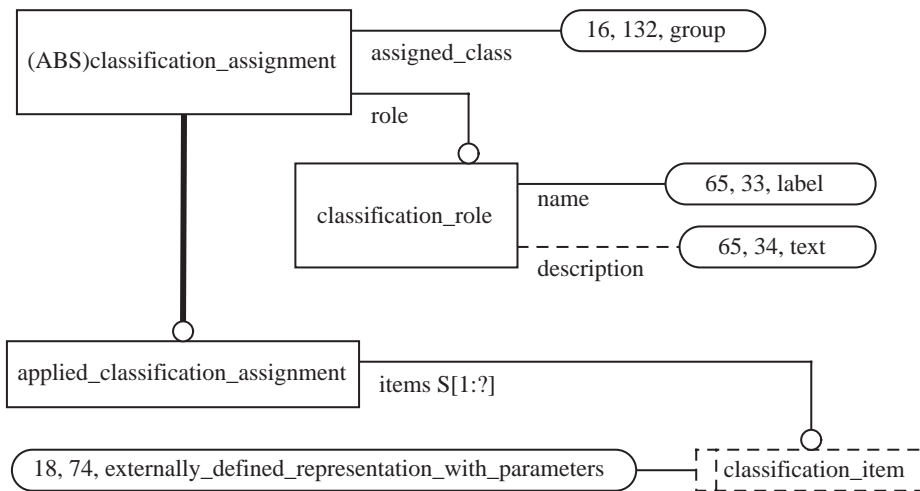 (ABS)classification_assignment
assigned_class
16, 132, group
role
classification_role
name
65, 33, label
description
65, 34, text
applied_classification_assignment
items S[1:?]
18, 74, externally_defined_representation_with_parameters
classification_item